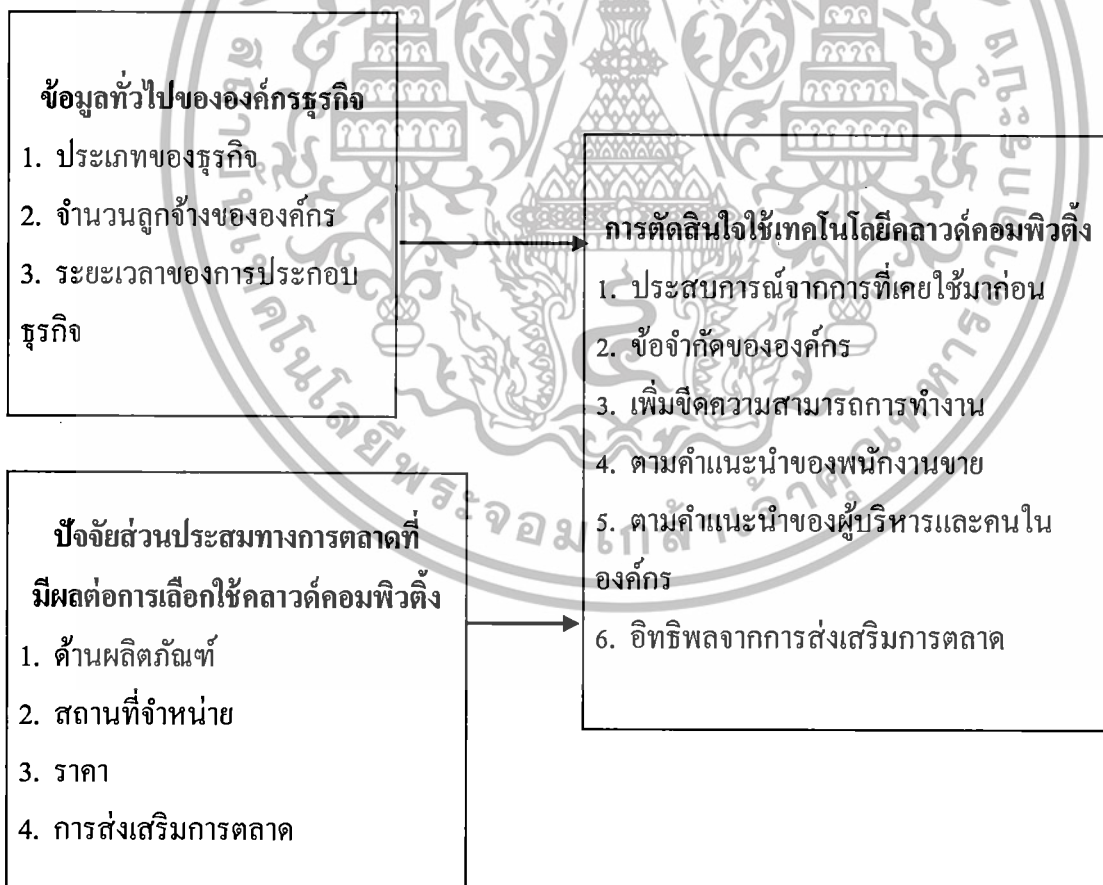 ข้อมูลทั่วไปขององค์กรธุรกิจ
1. ประเภทของธุรกิจ
2. จำนวนลูกจ้างขององค์กร
3. ระยะเวลาของการประกอบ
ธุรกิจ
การตัดสินใจใช้เทคโนโลยีคลาวด์คอมพิวติ้ง
1. ประสบการณ์จากการที่เคยใช้มาก่อน
2. ข้อจำกัดขององค์กร
3. เพิ่มขีดความสามารถการทำงาน
4. ตามคำแนะนำของพนักงานขาย
5. ตามคำแนะนำของผู้บริหารและคนใน
องค์กร
6. อิทธิพลจากการส่งเสริมการตลาด
ปัจจัยส่วนประสมทางการตลาดที่
มีผลต่อการเลือกใช้คลาวด์คอมพิวติ้ง
1. ด้านผลิตภัณฑ์
2. สถานที่จำหน่าย
3. ราคา
4. การส่งเสริมการตลาด